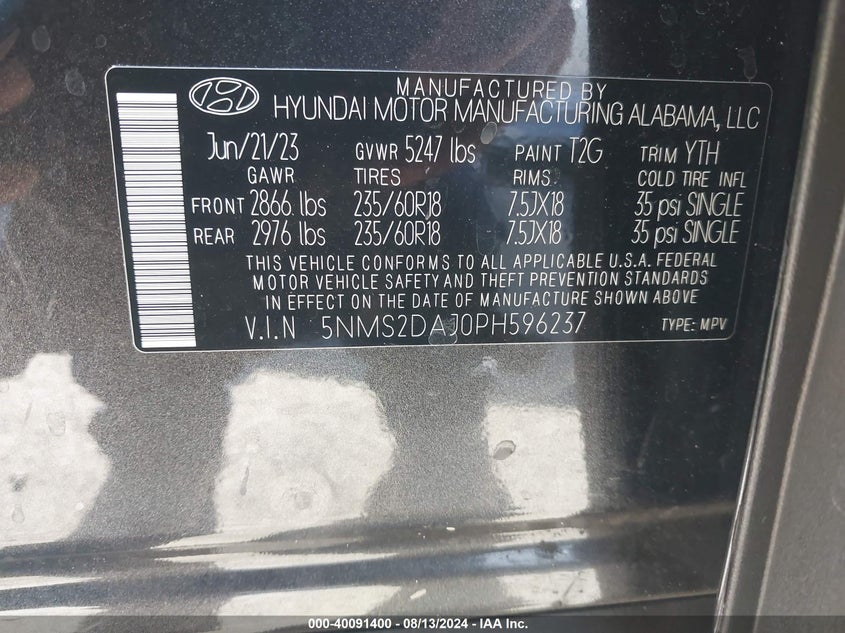 MANUFACTURED BY
HYUNDAI MOTOR MANUFACTURING ALABAMA, LLC
Jun/21/23 GVWR 5247 lbs PAINT T2G TRIM YTH
GAWR TIRES RIMS COLD TIRE INFL
FRONT 2866 lbs 235/60R18 7.5JX18 35 psi SINGLE
REAR 2976 lbs 235/60R18 7.5JX18 35 psi SINGLE
THIS VEHICLE CONFORMS TO ALL APPLICABLE U.S.A. FEDERAL
MOTOR VEHICLE SAFETY AND THEFT PREVENTION STANDARDS
IN EFFECT ON THE DATE OF MANUFACTURE SHOWN ABOVE
V.I.N 5NMS2DAJ0PH596237 TYPE: MPV
000-40091400 - 08/13/2024 - IAA Inc.